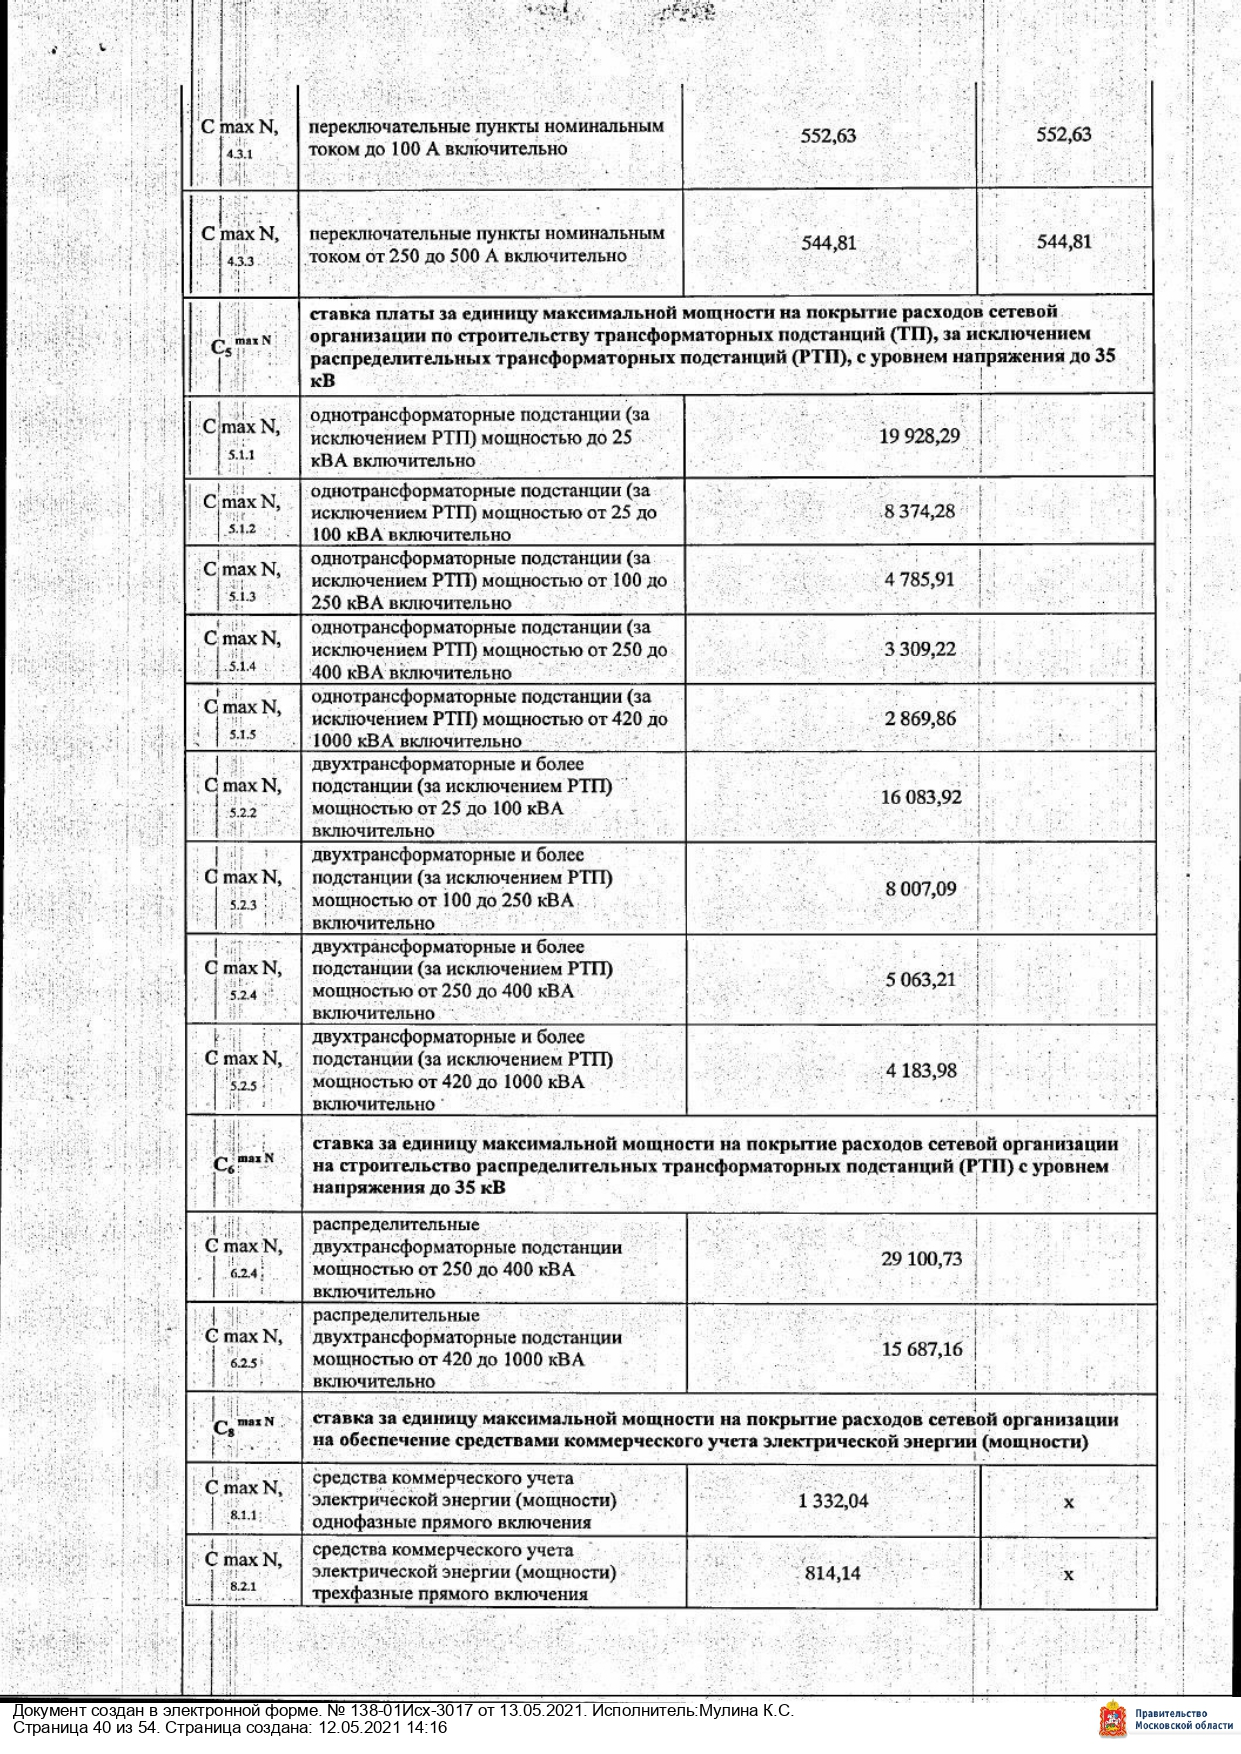 C max N,
4.3.1
переключательные пункты номинальным
током до 100 А включительно
552,63
552,63
C max N,
4.3.3
переключательные пункты номинальным
током от 250 до 500 А включительно
544,81
544,81
C5 max N
ставка платы за единицу максимальной мощности на покрытие расходов сетевой
организации по строительству трансформаторных подстанций (ТП), за исключением
распределительных трансформаторных подстанций (РТП), с уровнем напряжения до 35
кВ
C max N,
5.1.1
однотрансформаторные подстанции (за
исключением РТП) мощностью до 25
кВА включительно
19 928,29
C max N,
5.1.2
однотрансформаторные подстанции (за
исключением РТП) мощностью от 25 до
100 кВА включительно
8 374,28
C max N,
5.1.3
однотрансформаторные подстанции (за
исключением РТП) мощностью от 100 до
250 кВА включительно
4 785,91
C max N,
5.1.4
однотрансформаторные подстанции (за
исключением РТП) мощностью от 250 до
400 кВА включительно
3 309,22
C max N,
5.1.5
однотрансформаторные подстанции (за
исключением РТП) мощностью от 420 до
1000 кВА включительно
2 869,86
C max N,
5.2.2
двухтрансформаторные и более
подстанции (за исключением РТП)
мощностью от 25 до 100 кВА
включительно
16 083,92
C max N,
5.2.3
двухтрансформаторные и более
подстанции (за исключением РТП)
мощностью от 100 до 250 кВА
включительно
8 007,09
C max N,
5.2.4
двухтрансформаторные и более
подстанции (за исключением РТП)
мощностью от 250 до 400 кВА
включительно
5 063,21
C max N,
5.2.5
двухтрансформаторные и более
подстанции (за исключением РТП)
мощностью от 420 до 1000 кВА
включительно
4 183,98
C6 max N
ставка за единицу максимальной мощности на покрытие расходов сетевой организации
на строительство распределительных трансформаторных подстанций (РТП) с уровнем
напряжения до 35 кВ
C max N,
6.2.4
распределительные
двухтрансформаторные подстанции
мощностью от 250 до 400 кВА
включительно
29 100,73
C max N,
6.2.5
распределительные
двухтрансформаторные подстанции
мощностью от 420 до 1000 кВА
включительно
15 687,16
C8 max N
ставка за единицу максимальной мощности на покрытие расходов сетевой организации
на обеспечение средствами коммерческого учета электрической энергии (мощности)
C max N,
8.1.1
средства коммерческого учета
электрической энергии (мощности)
однофазные прямого включения
1 332,04
х
C max N,
8.2.1
средства коммерческого учета
электрической энергии (мощности)
трехфазные прямого включения
814,14
х
Документ создан в электронной форме. № 138-01Исх-3017 от 13.05.2021. Исполнитель:Мулина К.С.
Страница 40 из 54. Страница создана: 12.05.2021 14:16
Правительство
Московской области